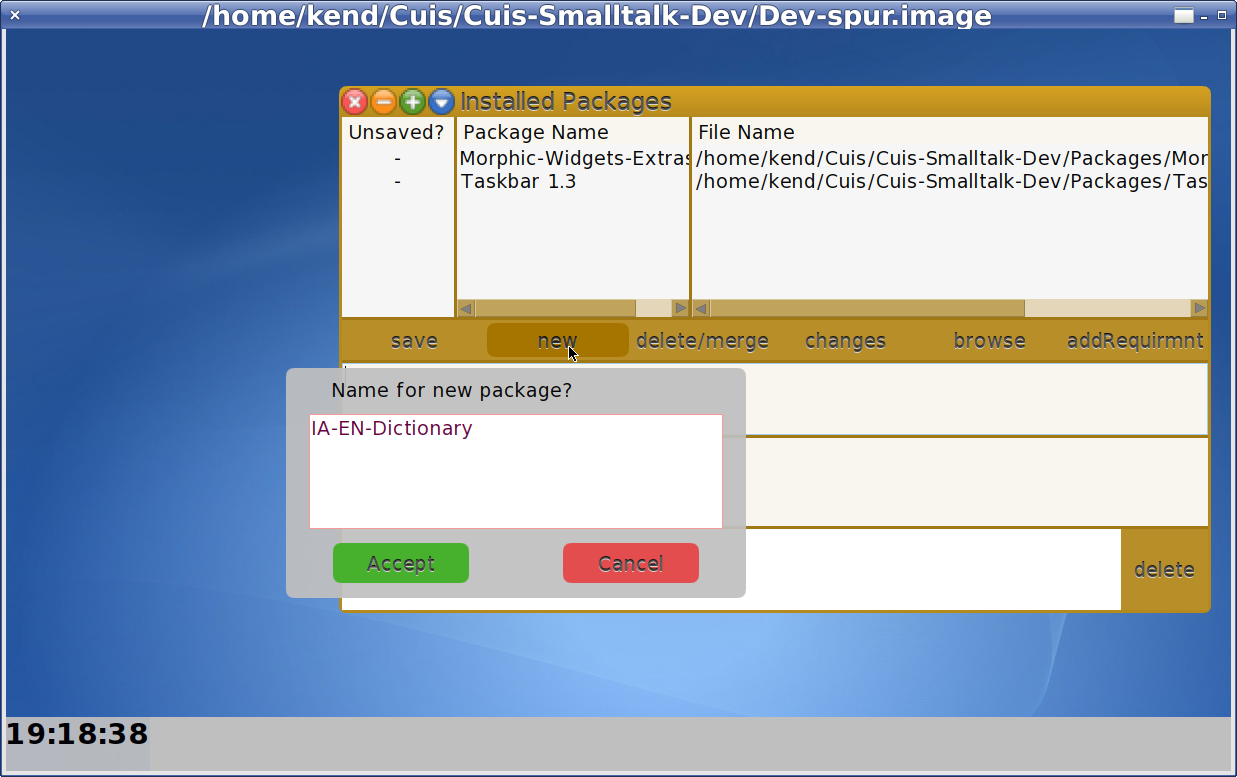 /home/kend/Cuis/Cuis-Smalltalk-Dev/Dev-spur.image
Installed Packages
Unsaved? Package Name File Name
- Morphic-Widgets-Extras /home/kend/Cuis/Cuis-Smalltalk-Dev/Packages/Mor
- Taskbar 1.3 /home/kend/Cuis/Cuis-Smalltalk-Dev/Packages/Tas
save new delete/merge changes browse addRequirmnt
Name for new package?
IA-EN-Dictionary
Accept Cancel
delete
19:18:38